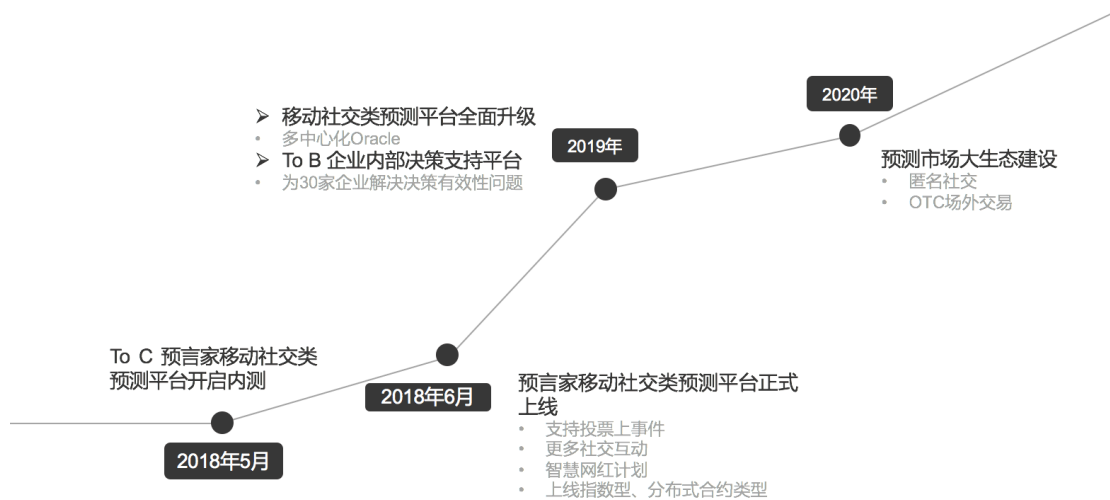 To C 预言家移动社交类
预测平台开启内测
2018年5月
2018年6月
预言家移动社交类预测平台正式
上线
• 支持投票上事件
• 更多社交互动
• 智慧网红计划
• 上线指数型、分布式合约类型
➢ 移动社交类预测平台全面升级
• 多中心化Oracle
➢ To B 企业内部决策支持平台
• 为30家企业解决决策有效性问题
2019年
2020年
预测市场大生态建设
• 匿名社交
• OTC场外交易